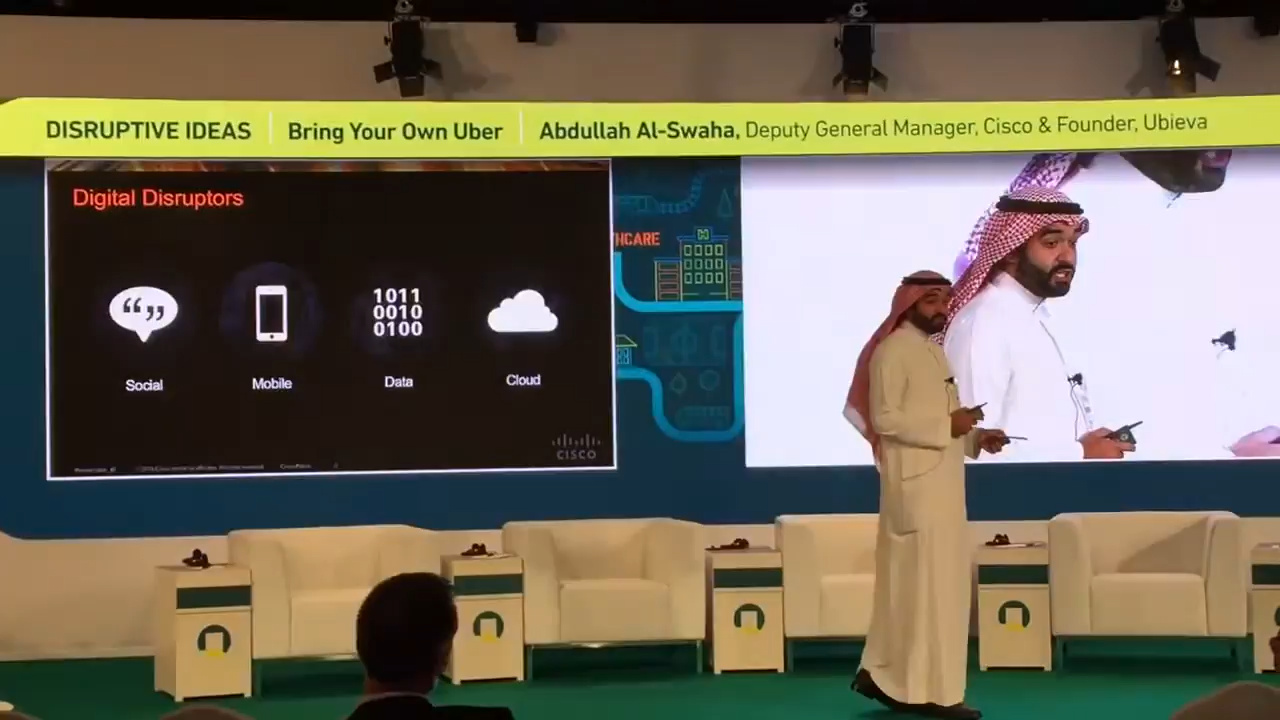 DISRUPTIVE IDEAS | Bring Your Own Uber | Abdullah Al-Swaha, Deputy General Manager, Cisco & Founder, Ubieva
Digital Disruptors
1011
0010
0100
Social Mobile Data Cloud
CISCO
HCARE
H